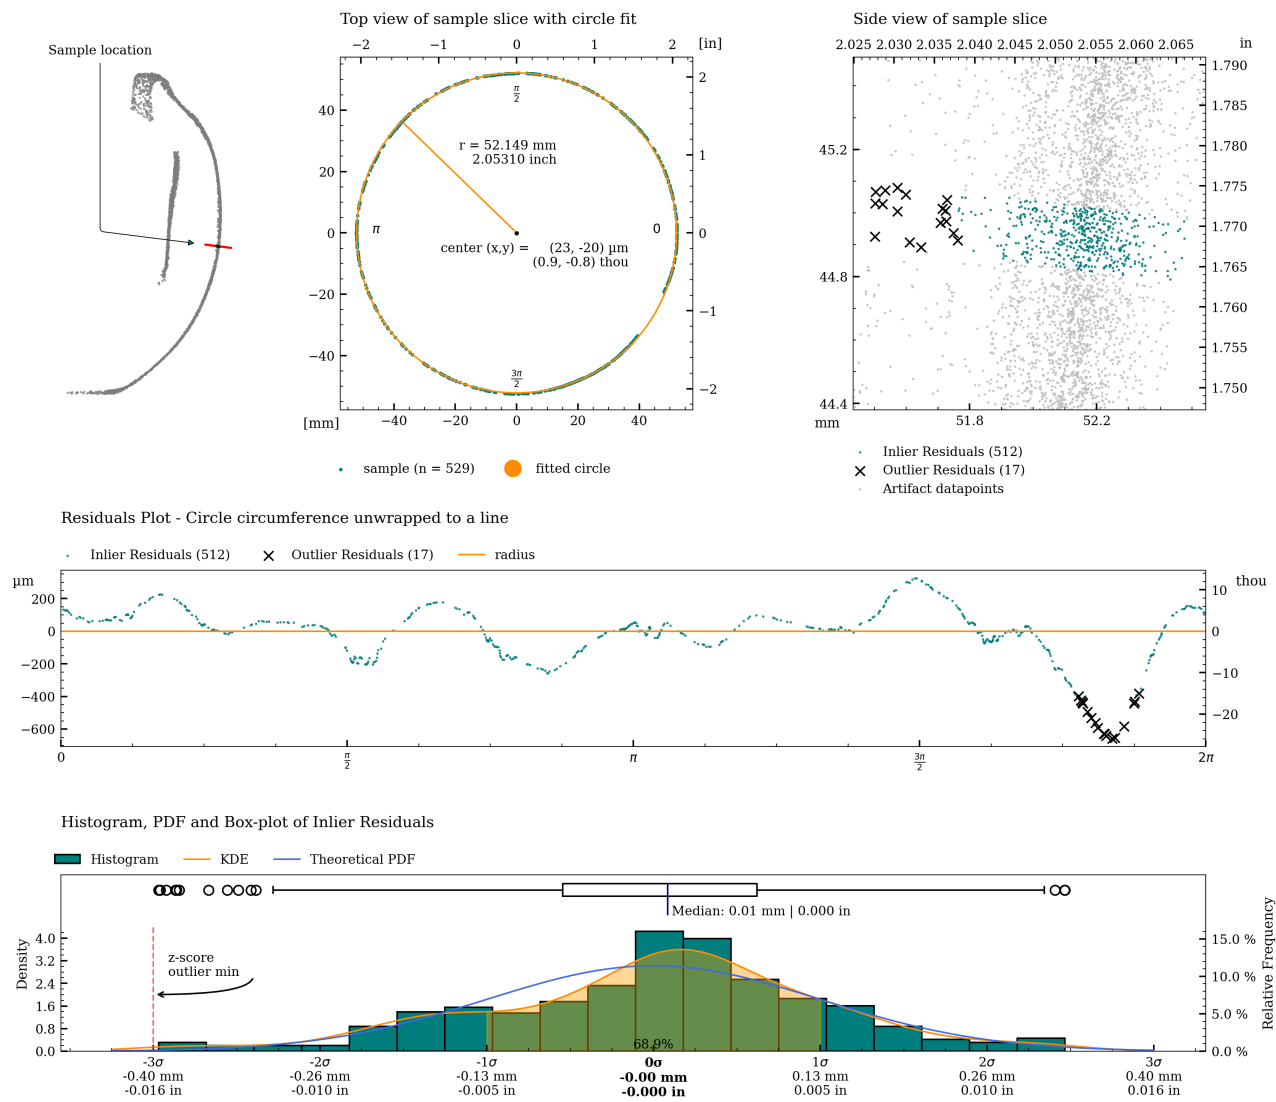 Sample location
Top view of sample slice with circle fit
−2 −1 0 1 2 [in]
40
20
0
−20
−40
2
1
0
−1
−2
π/2
r = 52.149 mm
2.05310 inch
π
0
center (x,y) = (23, -20) µm
(0.9, -0.8) thou
3π/2
[mm] −40 −20 0 20 40
sample (n = 529) fitted circle
Side view of sample slice
2.025 2.030 2.035 2.040 2.045 2.050 2.055 2.060 2.065 in
45.2
44.8
44.4
1.790
1.785
1.780
1.775
1.770
1.765
1.760
1.755
1.750
mm 51.8 52.2
Inlier Residuals (512)
Outlier Residuals (17)
Artifact datapoints
Residuals Plot - Circle circumference unwrapped to a line
Inlier Residuals (512) Outlier Residuals (17) radius
µm thou
200
0
−200
−400
−600
10
0
−10
−20
0 π/2 π 3π/2 2π
Histogram, PDF and Box-plot of Inlier Residuals
Histogram KDE Theoretical PDF
Median: 0.01 mm | 0.000 in
z-score
outlier min
Density
4.0
3.2
2.4
1.6
0.8
0.0
Relative Frequency
15.0 %
10.0 %
5.0 %
0.0 %
68.9%
-3σ -2σ -1σ 0σ 1σ 2σ 3σ
-0.40 mm -0.26 mm -0.13 mm -0.00 mm 0.13 mm 0.26 mm 0.40 mm
-0.016 in -0.010 in -0.005 in -0.000 in 0.005 in 0.010 in 0.016 in